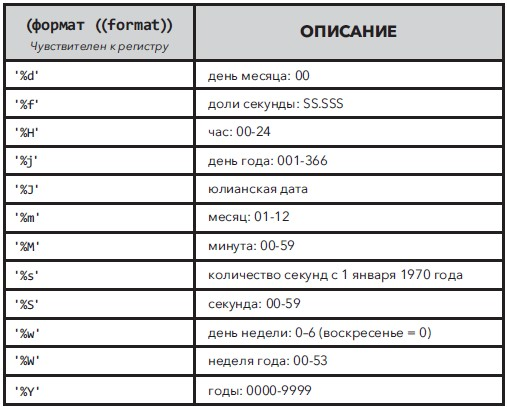 (формат ((format)) ОПИСАНИЕ
Чувствителен к регистру
'%d' день месяца: 00
'%f' доли секунды: SS.SSS
'%H' час: 00-24
'%j' день года: 001-366
'%J' юлианская дата
'%m' месяц: 01-12
'%M' минута: 00-59
'%s' количество секунд с 1 января 1970 года
'%S' секунда: 00-59
'%w' день недели: 0–6 (воскресенье = 0)
'%W' неделя года: 00-53
'%Y' годы: 0000-9999